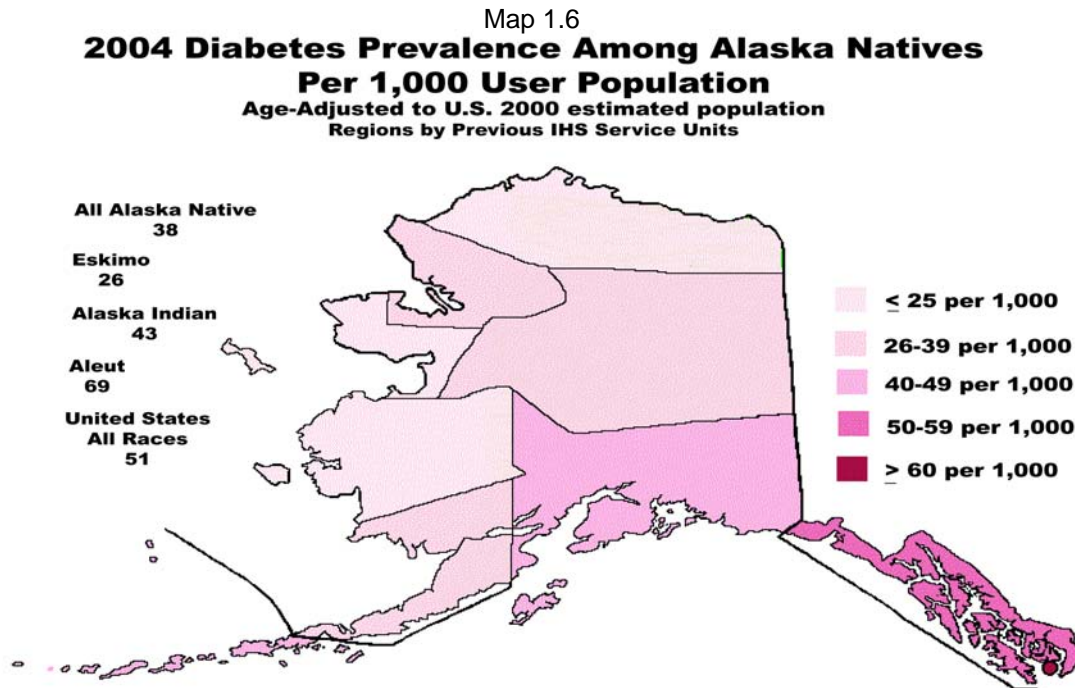 Map 1.6
2004 Diabetes Prevalence Among Alaska Natives
Per 1,000 User Population
Age-Adjusted to U.S. 2000 estimated population
Regions by Previous IHS Service Units
All Alaska Native
38
Eskimo
26
Alaska Indian
43
Aleut
69
United States
All Races
51
≤ 25 per 1,000
26-39 per 1,000
40-49 per 1,000
50-59 per 1,000
≥ 60 per 1,000